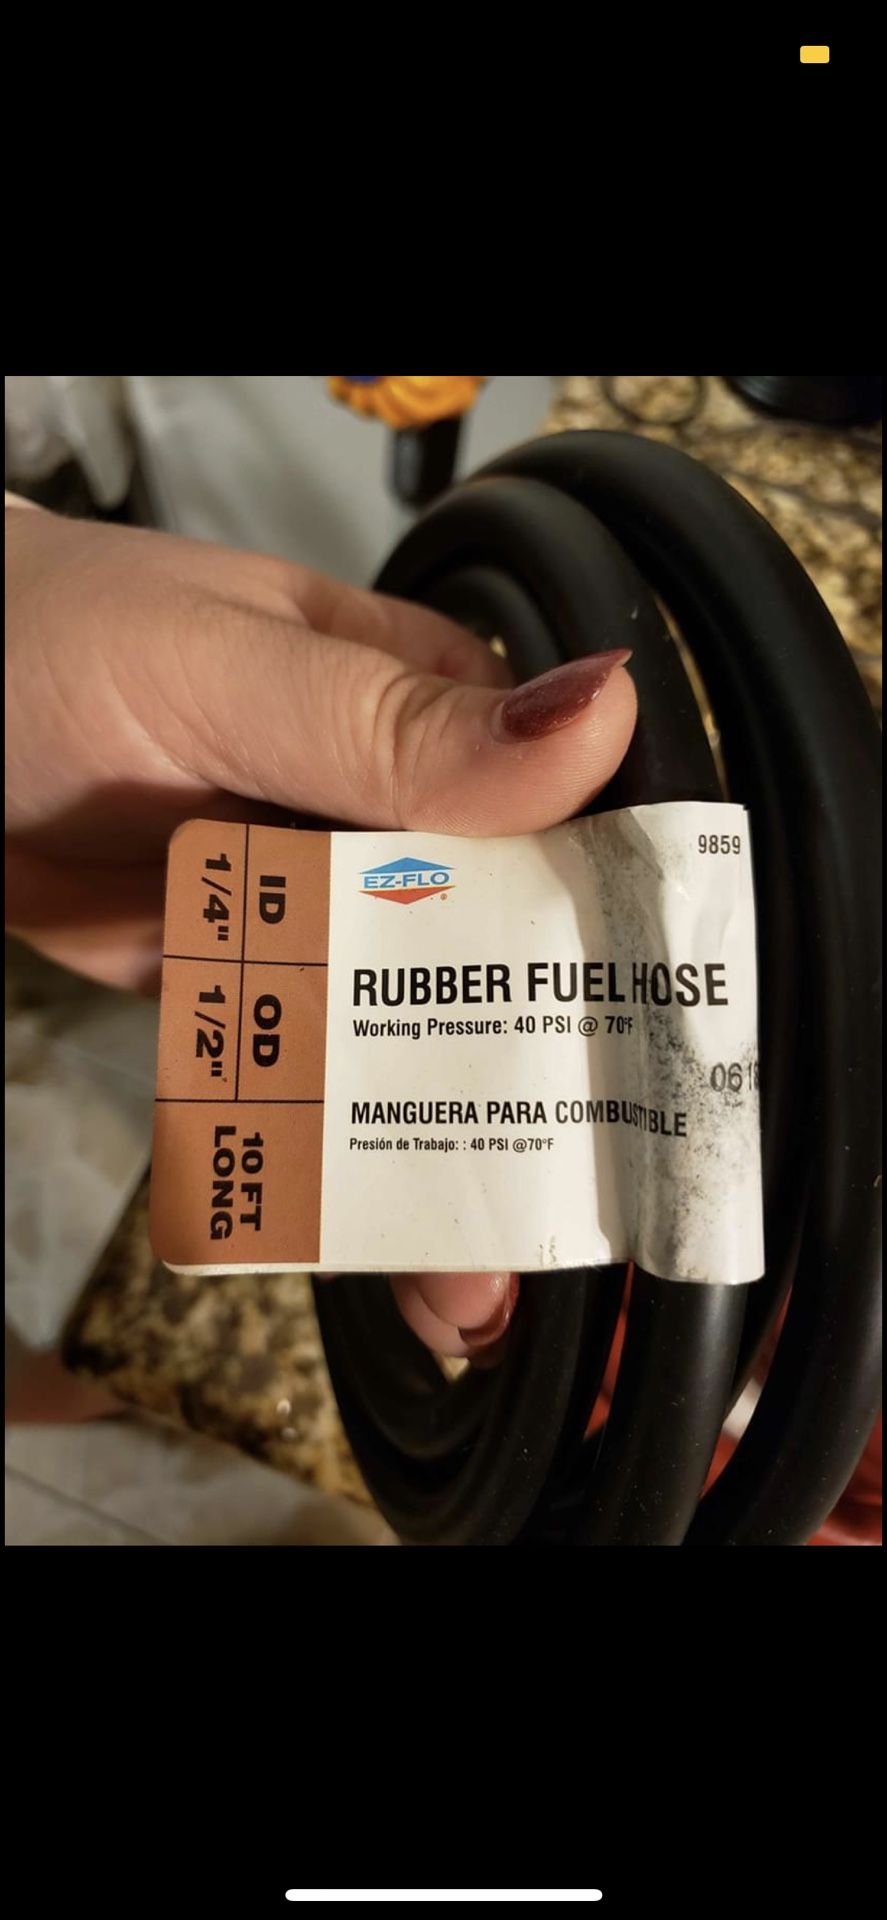 9859
EZ-FLO
RUBBER FUEL HOSE
Working Pressure: 40 PSI @ 70°F
MANGUERA PARA COMBUSTIBLE
Presión de Trabajo: : 40 PSI @70°F
ID
1/4"
OD
1/2"
10 FT
LONG